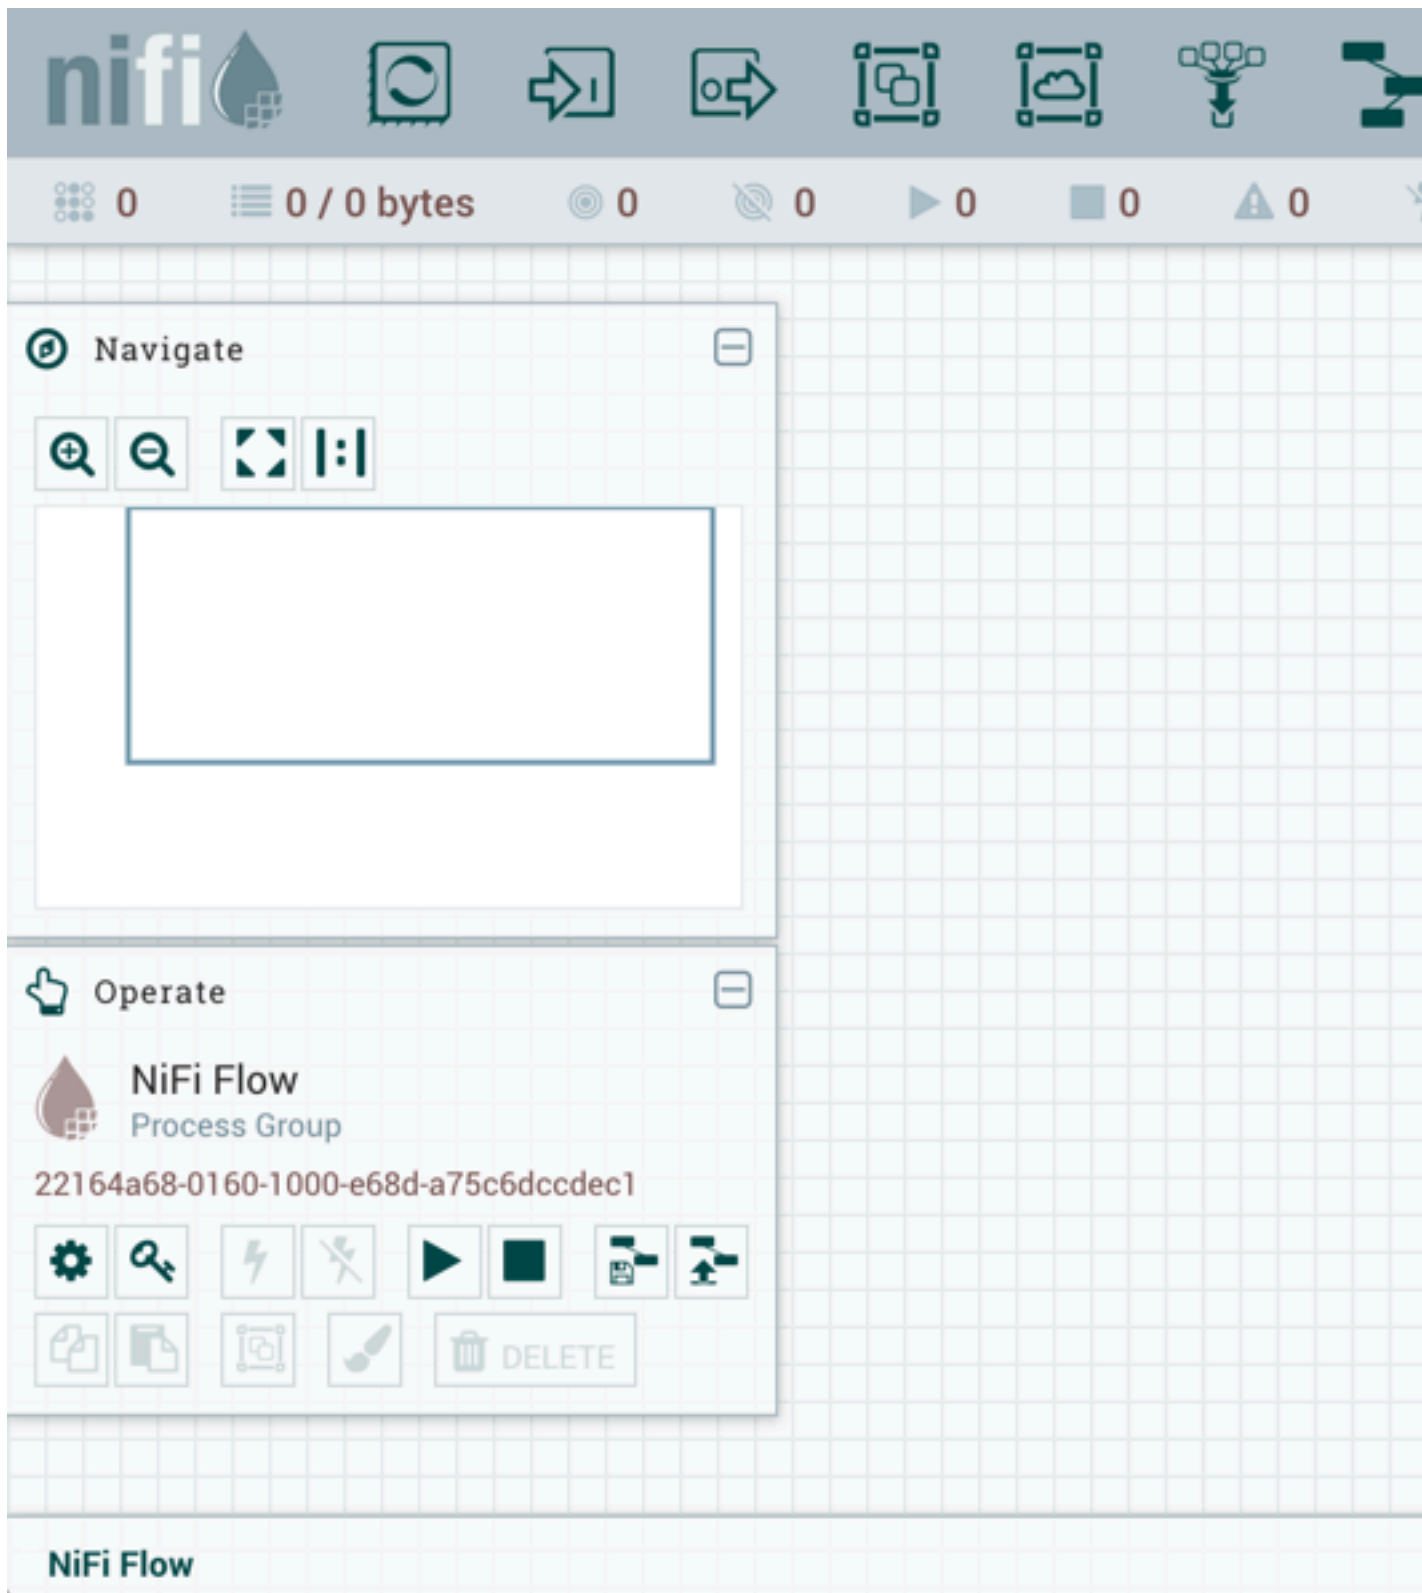 nifi
0 0 / 0 bytes 0 0 0 0 0
Navigate
Operate
NiFi Flow
Process Group
22164a68-0160-1000-e68d-a75c6dccdec1
DELETE
NiFi Flow